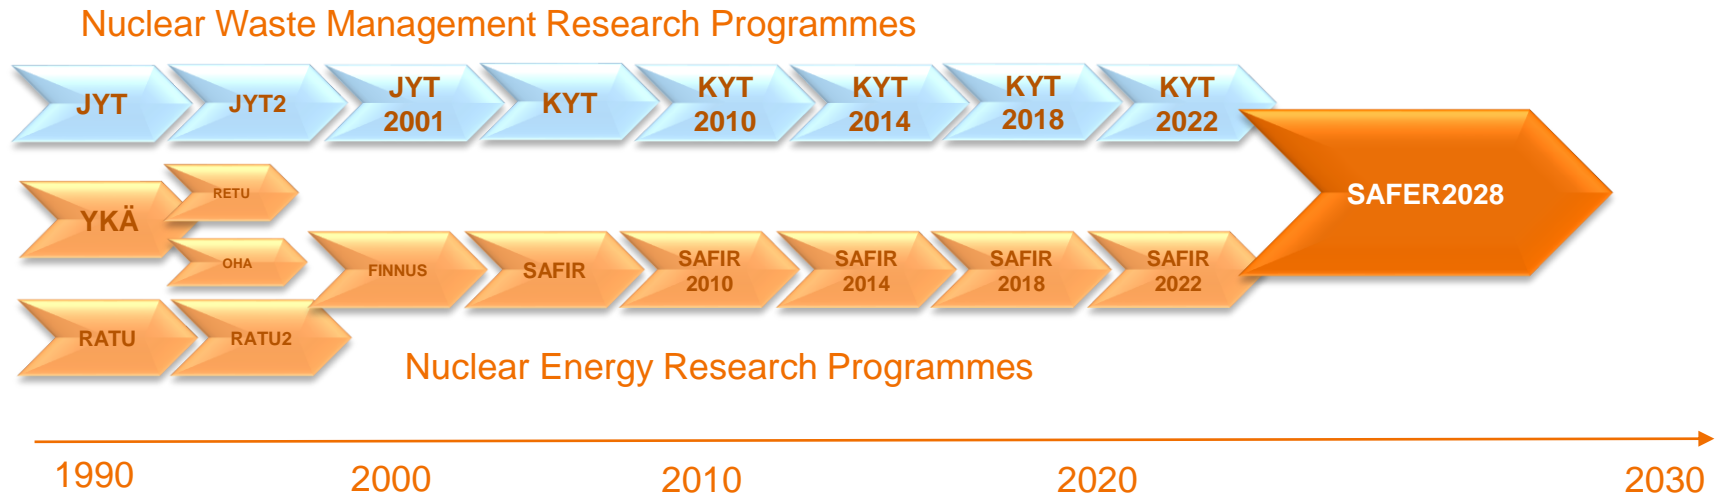 Nuclear Waste Management Research Programmes
JYT
JYT2
JYT
2001
KYT
KYT
2010
KYT
2014
KYT
2018
KYT
2022
SAFER2028
YKÄ
RETU
OHA
FINNUS
SAFIR
SAFIR
2010
SAFIR
2014
SAFIR
2018
SAFIR
2022
RATU
RATU2
Nuclear Energy Research Programmes
1990
2000
2010
2020
2030